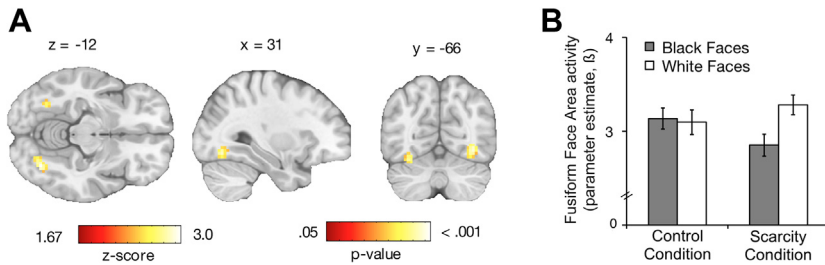 A
z = -12
x = 31
y = -66
1.67
3.0
z-score
.05
< .001
p-value
B
Fusiform Face Area activity
(parameter estimate, ß)
4
3
0
Black Faces
White Faces
Control
Condition
Scarcity
Condition